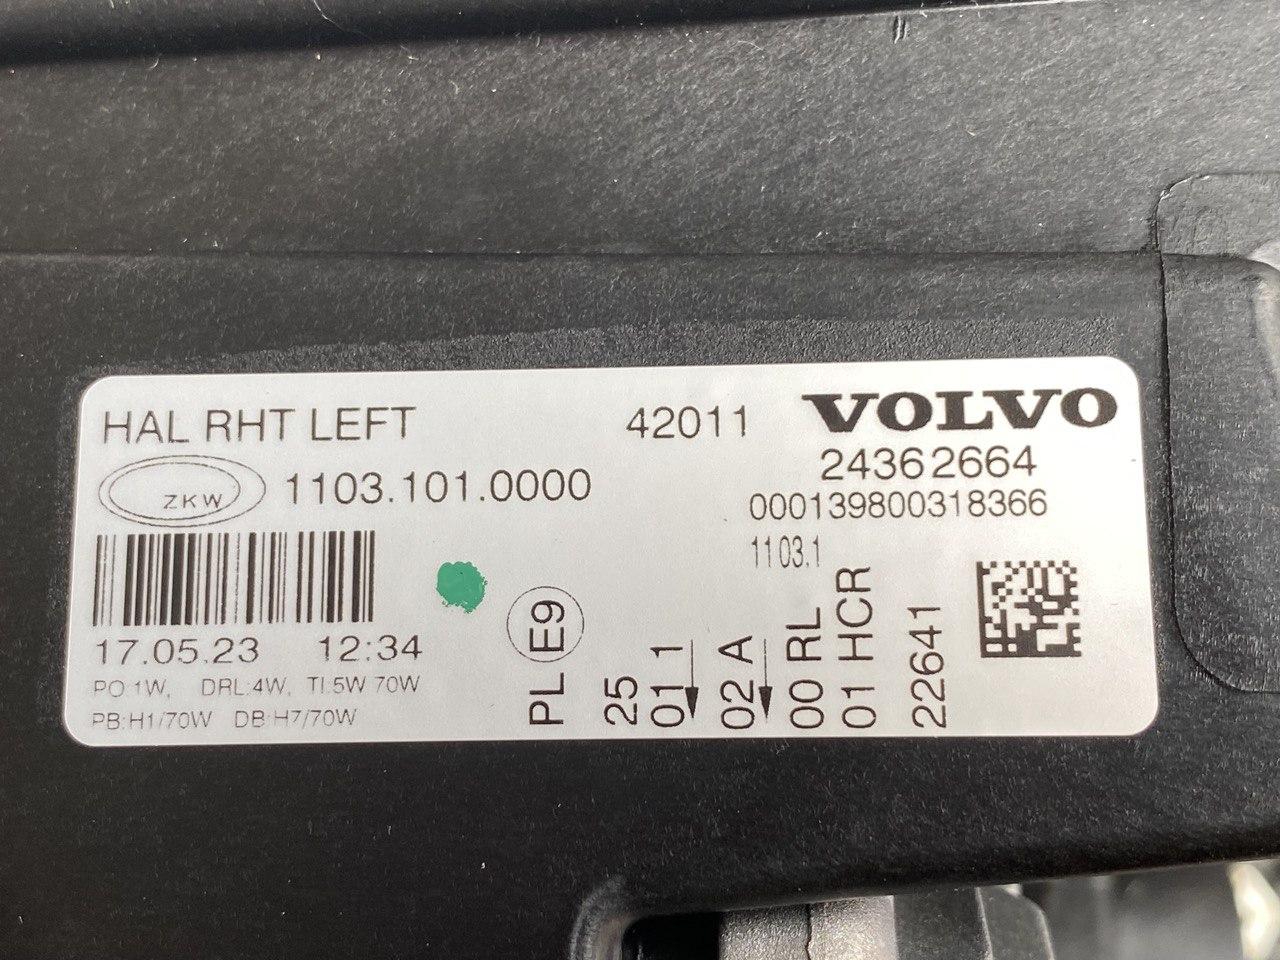 HAL RHT LEFT
42011
VOLVO
ZKW
1103.101.0000
24362664
000139800318366
1103.1
17.05.23 12:34
PO:1W, DRL:4W, TI:5W 70W
PB:H1/70W DB:H7/70W
PL E9
25
01 1
02 A
00 RL
01 HCR
22641